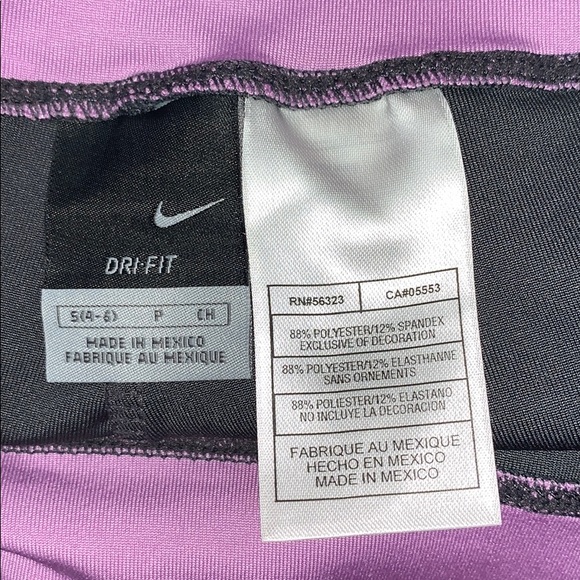 DRI-FIT
S(4-6) P CH
MADE IN MEXICO
FABRIQUE AU MEXIQUE
RN#56323 CA#05553
88% POLYESTER/12% SPANDEX
EXCLUSIVE OF DECORATION
88% POLYESTER/12% ELASTHANNE
SANS ORNEMENTS
88% POLIESTER/12% ELASTANO
NO INCLUYE LA DECORACION
FABRIQUE AU MEXIQUE
HECHO EN MEXICO
MADE IN MEXICO